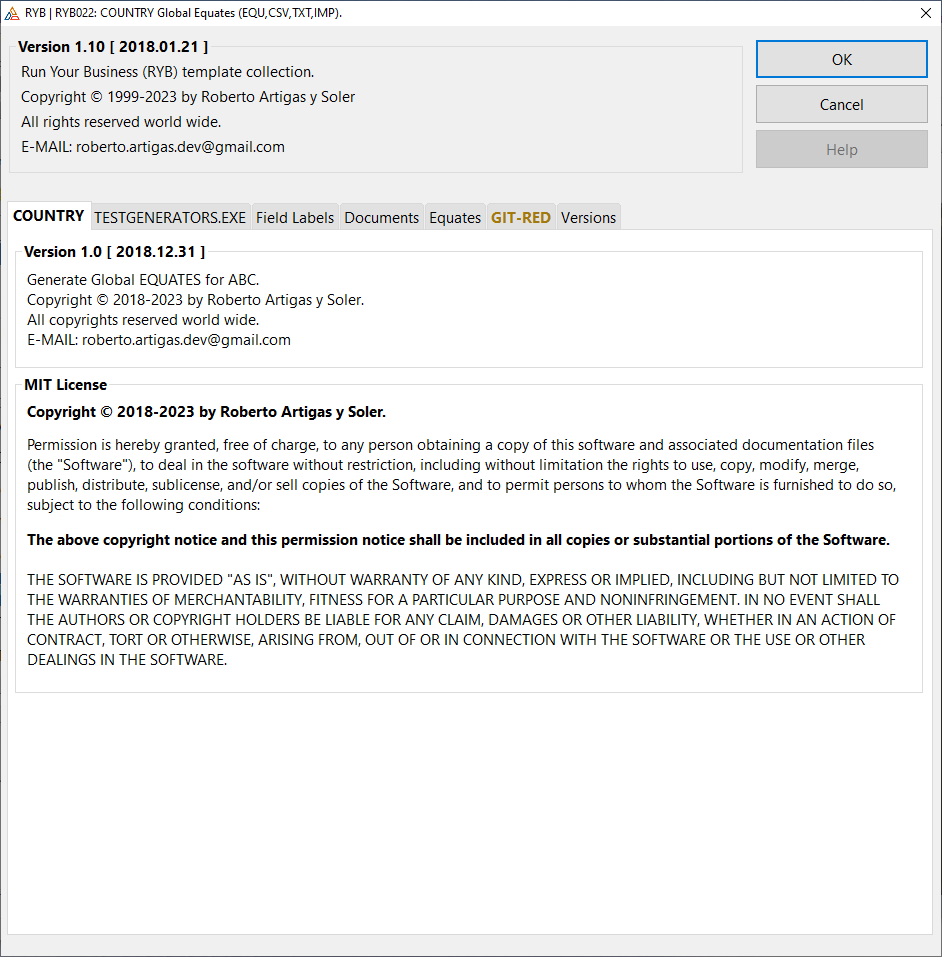 RYB | RYB022: COUNTRY Global Equates (EQU,CSV,TXT,IMP).
Version 1.10 [ 2018.01.21 ]
Run Your Business (RYB) template collection.
Copyright © 1999-2023 by Roberto Artigas y Soler
All rights reserved world wide.
E-MAIL: roberto.artigas.dev@gmail.com
OK
Cancel
Help
COUNTRY TESTGENERATORS.EXE Field Labels Documents Equates GIT-RED Versions
Version 1.0 [ 2018.12.31 ]
Generate Global EQUATES for ABC.
Copyright © 2018-2023 by Roberto Artigas y Soler.
All copyrights reserved world wide.
E-MAIL: roberto.artigas.dev@gmail.com
MIT License
Copyright © 2018-2023 by Roberto Artigas y Soler.
Permission is hereby granted, free of charge, to any person obtaining a copy of this software and associated documentation files
(the "Software"), to deal in the software without restriction, including without limitation the rights to use, copy, modify, merge,
publish, distribute, sublicense, and/or sell copies of the Software, and to permit persons to whom the Software is furnished to do so,
subject to the following conditions:
The above copyright notice and this permission notice shall be included in all copies or substantial portions of the Software.
THE SOFTWARE IS PROVIDED "AS IS", WITHOUT WARRANTY OF ANY KIND, EXPRESS OR IMPLIED, INCLUDING BUT NOT LIMITED TO
THE WARRANTIES OF MERCHANTABILITY, FITNESS FOR A PARTICULAR PURPOSE AND NONINFRINGEMENT. IN NO EVENT SHALL
THE AUTHORS OR COPYRIGHT HOLDERS BE LIABLE FOR ANY CLAIM, DAMAGES OR OTHER LIABILITY, WHETHER IN AN ACTION OF
CONTRACT, TORT OR OTHERWISE, ARISING FROM, OUT OF OR IN CONNECTION WITH THE SOFTWARE OR THE USE OR OTHER
DEALINGS IN THE SOFTWARE.